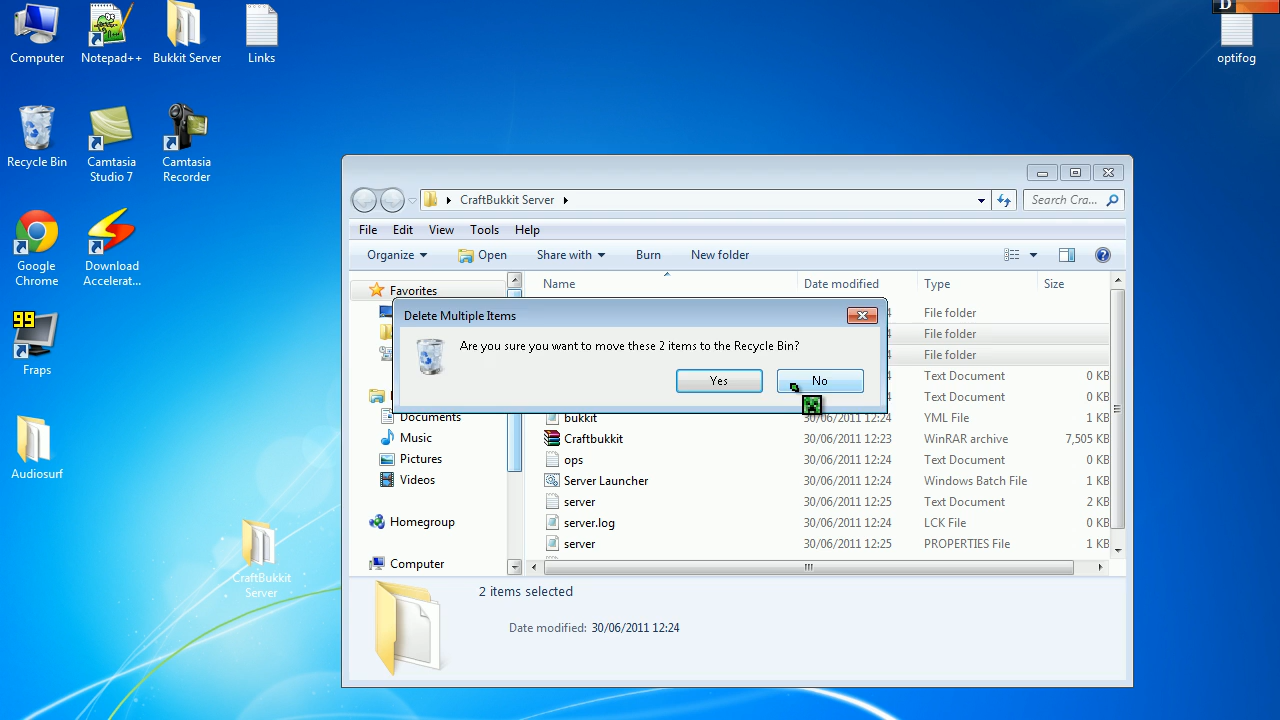 D
Computer
Notepad++
Bukkit Server
Links
optifog
Recycle Bin
Camtasia
Studio 7
Camtasia
Recorder
Google
Chrome
Download
Accelerat...
99
Fraps
Audiosurf
CraftBukkit
Server
CraftBukkit Server
Search Cra...
File Edit View Tools Help
Organize Open Share with Burn New folder
Favorites
Name Date modified Type Size
Delete Multiple Items
Are you sure you want to move these 2 items to the Recycle Bin?
Yes No
4 File folder
4 File folder
4 File folder
4 Text Document 0 KB
4 Text Document 0 KB
bukkit 30/06/2011 12:24 YML File 1 KB
Craftbukkit 30/06/2011 12:23 WinRAR archive 7,505 KB
ops 30/06/2011 12:24 Text Document 0 KB
Server Launcher 30/06/2011 12:24 Windows Batch File 1 KB
server 30/06/2011 12:25 Text Document 2 KB
server.log 30/06/2011 12:24 LCK File 0 KB
server 30/06/2011 12:25 PROPERTIES File 1 KB
Documents
Music
Pictures
Videos
Homegroup
Computer
2 items selected
Date modified: 30/06/2011 12:24